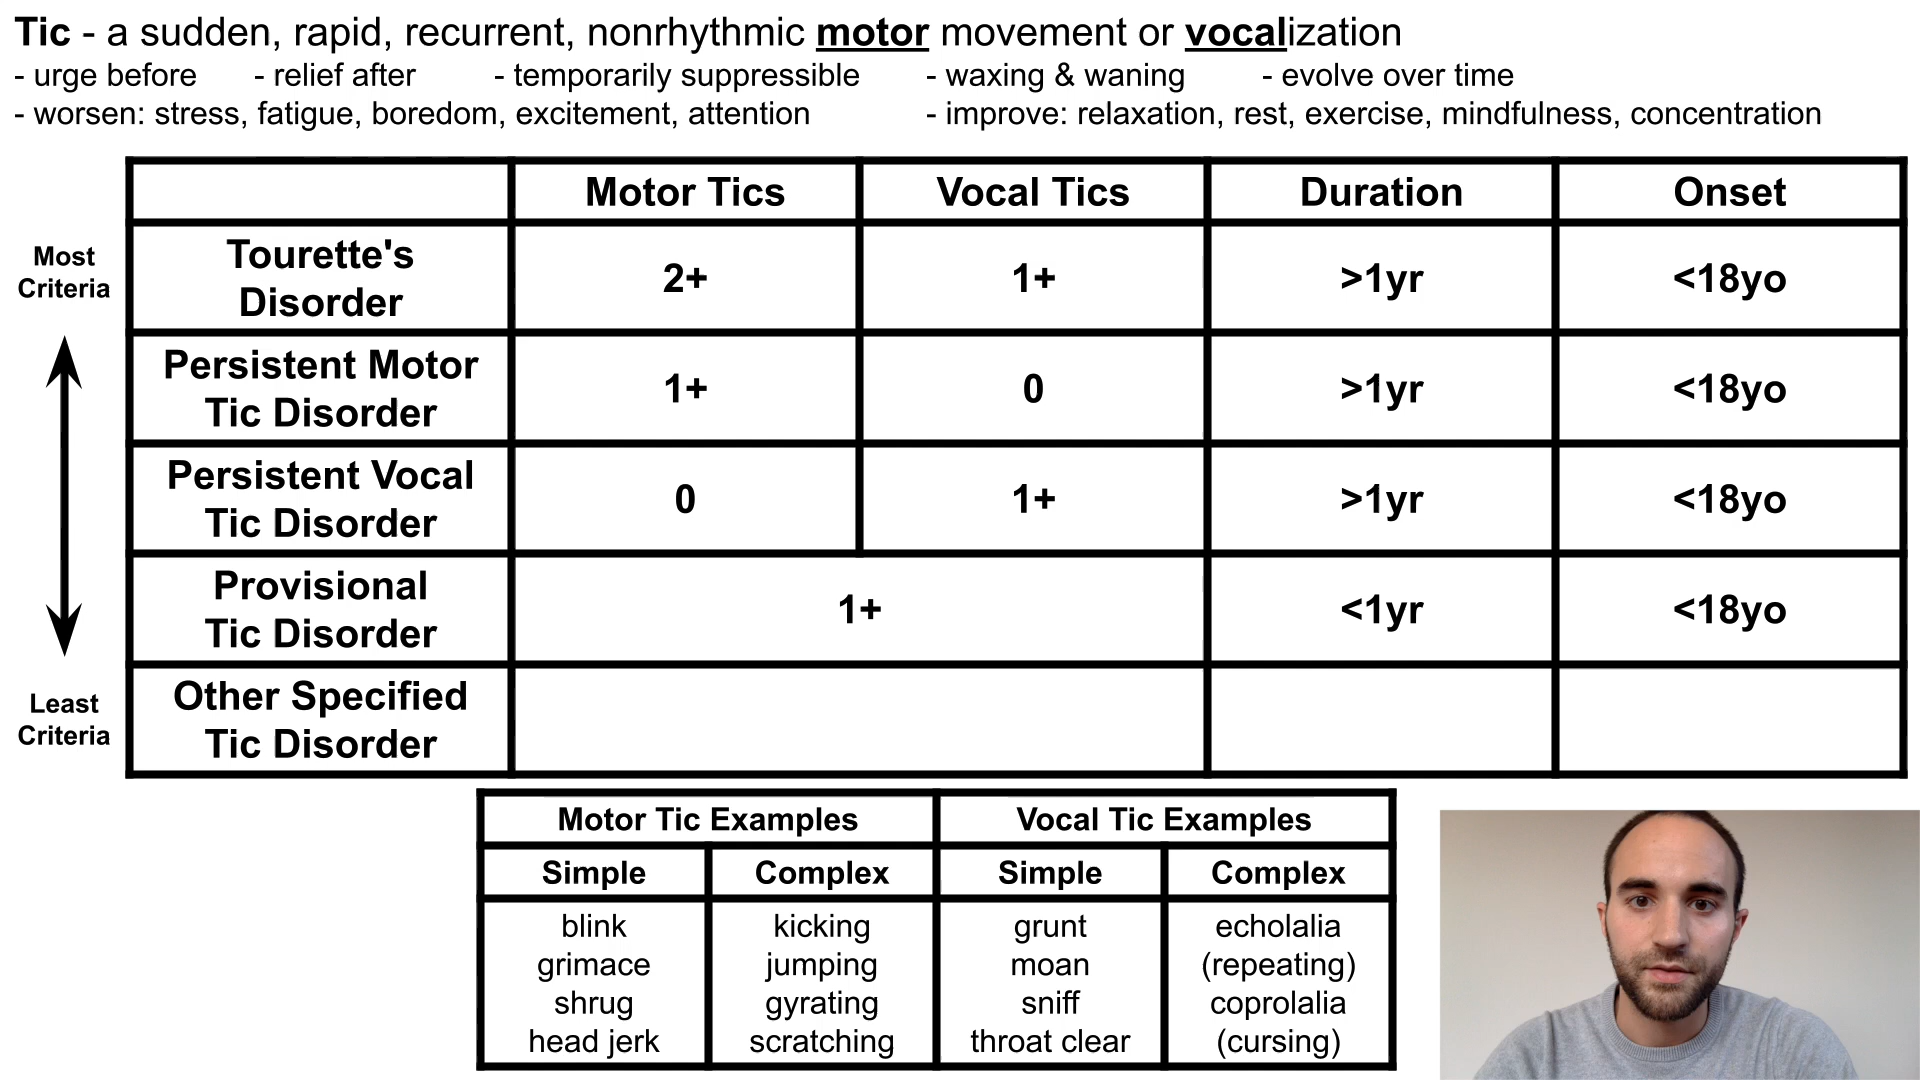 Tic - a sudden, rapid, recurrent, nonrhythmic motor movement or vocalization
- urge before - relief after - temporarily suppressible - waxing & waning - evolve over time
- worsen: stress, fatigue, boredom, excitement, attention - improve: relaxation, rest, exercise, mindfulness, concentration
Motor Tics Vocal Tics Duration Onset
Most
Criteria
Tourette's
Disorder
2+ 1+ >1yr <18yo
Persistent Motor
Tic Disorder
1+ 0 >1yr <18yo
Persistent Vocal
Tic Disorder
0 1+ >1yr <18yo
Provisional
Tic Disorder
1+ <1yr <18yo
Least
Criteria
Other Specified
Tic Disorder
Motor Tic Examples Vocal Tic Examples
Simple Complex Simple Complex
blink kicking grunt echolalia
grimace jumping moan (repeating)
shrug gyrating sniff coprolalia
head jerk scratching throat clear (cursing)